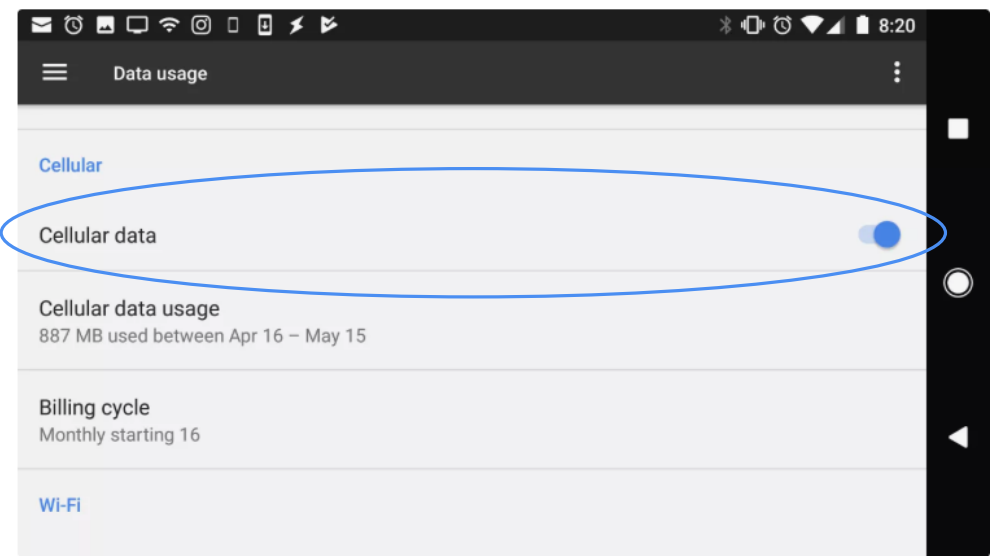 8:20
Data usage
Cellular
Cellular data
Cellular data usage
887 MB used between Apr 16 – May 15
Billing cycle
Monthly starting 16
Wi-Fi